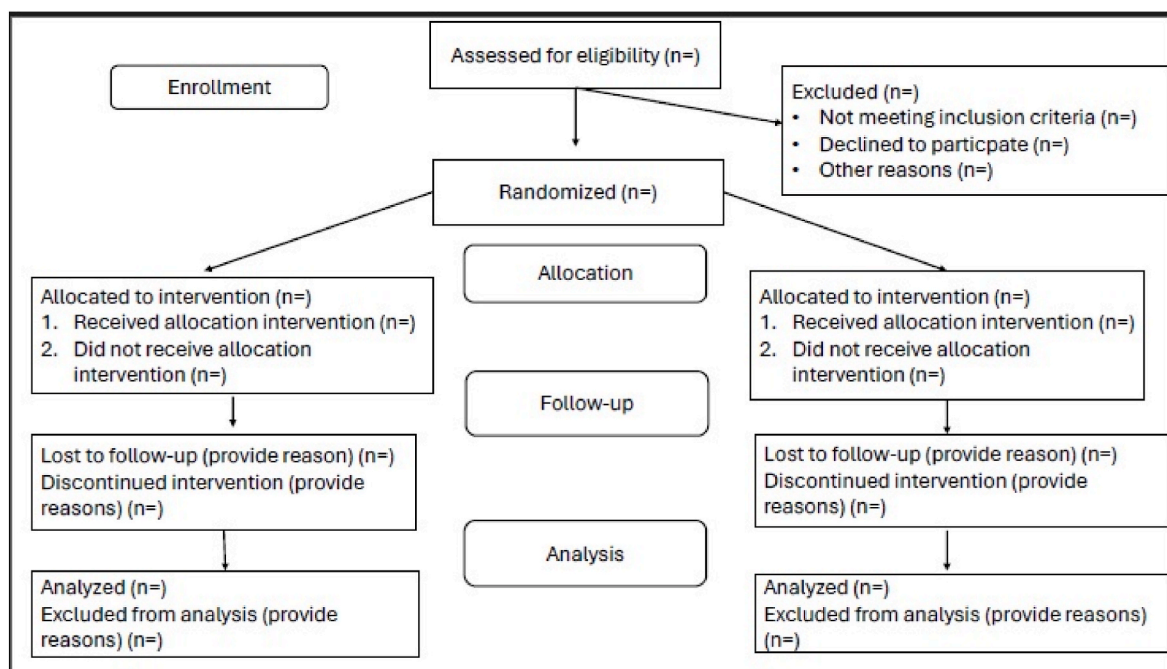 Assessed for eligibility (n=)
Enrollment
Excluded (n=)
• Not meeting inclusion criteria (n=)
• Declined to particpate (n=)
• Other reasons (n=)
Randomized (n=)
Allocation
Allocated to intervention (n=)
1. Received allocation intervention (n=)
2. Did not receive allocation
intervention (n=)
Allocated to intervention (n=)
1. Received allocation intervention (n=)
2. Did not receive allocation
intervention (n=)
Follow-up
Lost to follow-up (provide reason) (n=)
Discontinued intervention (provide
reasons) (n=)
Lost to follow-up (provide reason) (n=)
Discontinued intervention (provide
reasons) (n=)
Analysis
Analyzed (n=)
Excluded from analysis (provide
reasons) (n=)
Analyzed (n=)
Excluded from analysis (provide reasons)
(n=)